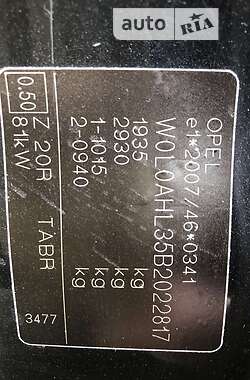 auto
RIA
OPEL
e1*2007/46*0341
W0L0AHL35B2022817
1935 kg
2930 kg
1-1015 kg
2-0940 kg
0.50 Z 20R TABR
81kW
3477